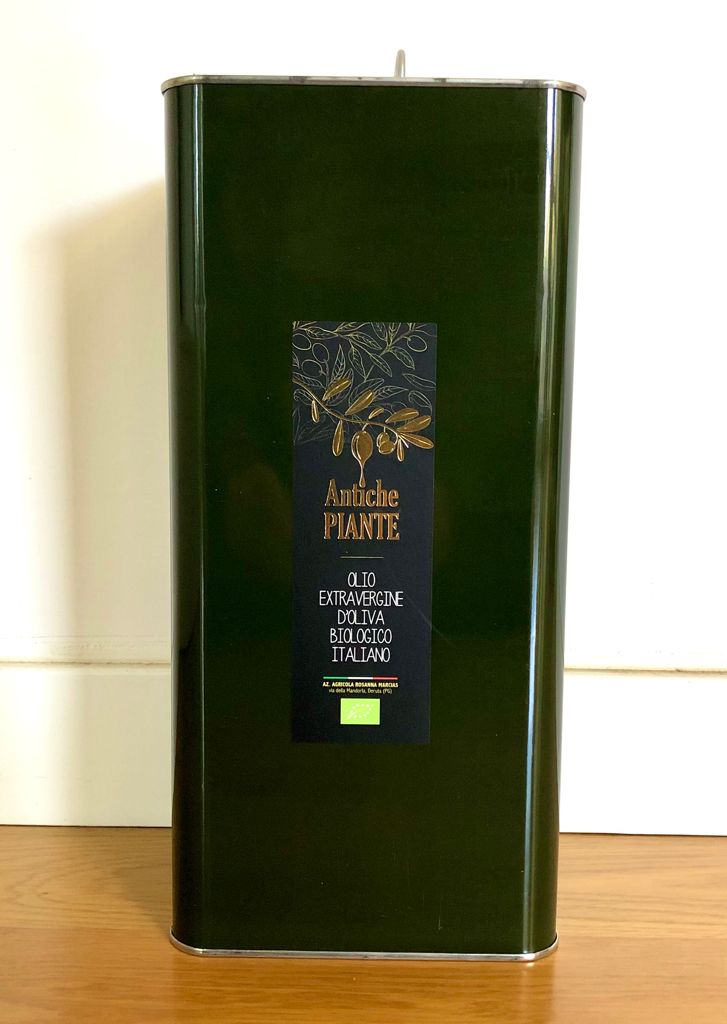 Antiche
PIANTE
OLIO
EXTRAVERGINE
D'OLIVA
BIOLOGICO
ITALIANO
AZ. AGRICOLA ROSANNA MARCIAS
via della Mandorla, Deruta (PG)